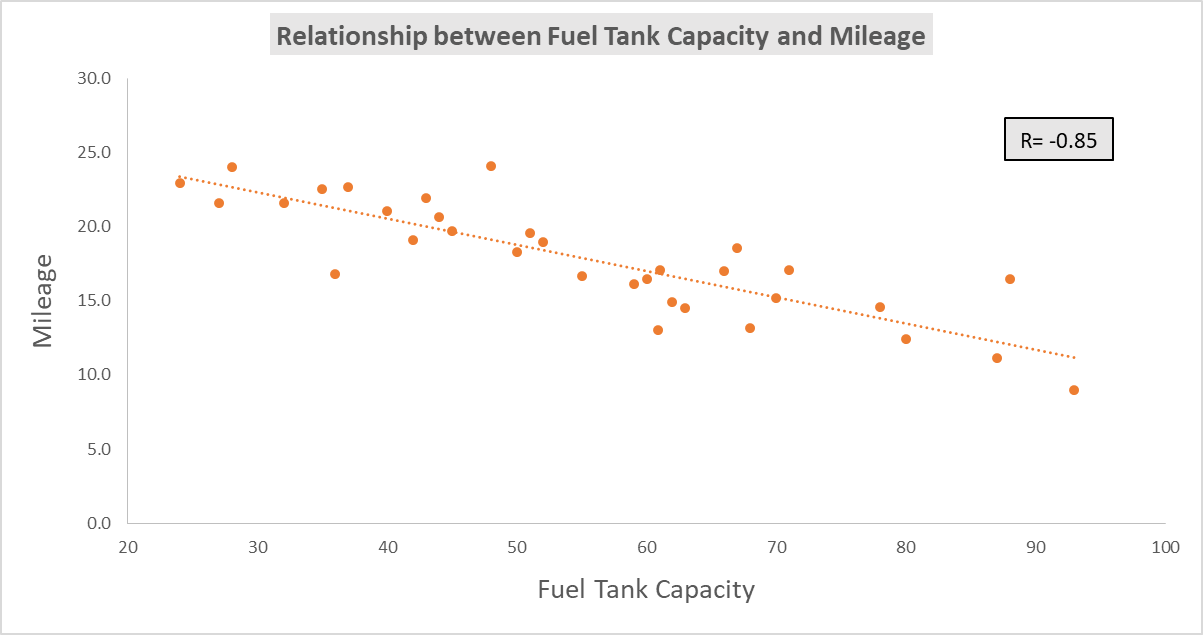 Relationship between Fuel Tank Capacity and Mileage
30.0
R= -0.85
25.0
20.0
15.0
10.0
5.0
0.0
Mileage
20 30 40 50 60 70 80 90 100
Fuel Tank Capacity